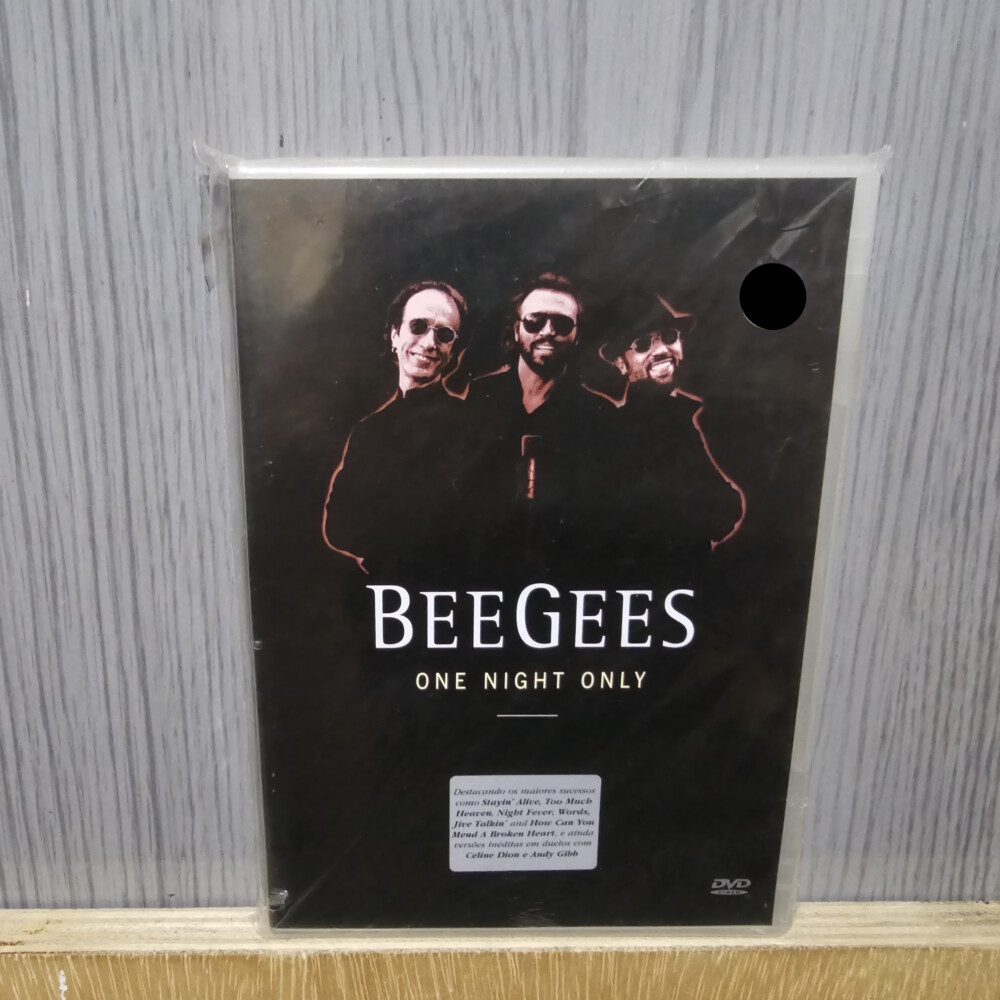 BEEGEES
ONE NIGHT ONLY
Destacando os maiores sucessos
como Stayin' Alive, Too Much
Heaven, Night Fever, Words,
Jive Talkin' and How Can You
Mend A Broken Heart, e ainda
versões inéditas em duetos com
Celine Dion e Andy Gibb
DVD
VIDEO